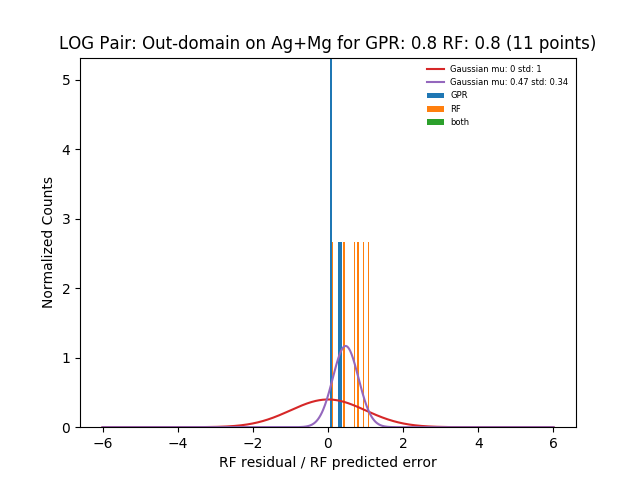 LOG Pair: Out-domain on Ag+Mg for GPR: 0.8 RF: 0.8 (11 points)
Gaussian mu: 0 std: 1
Gaussian mu: 0.47 std: 0.34
GPR
RF
both
Normalized Counts
5
4
3
2
1
0
−6 −4 −2 0 2 4 6
RF residual / RF predicted error